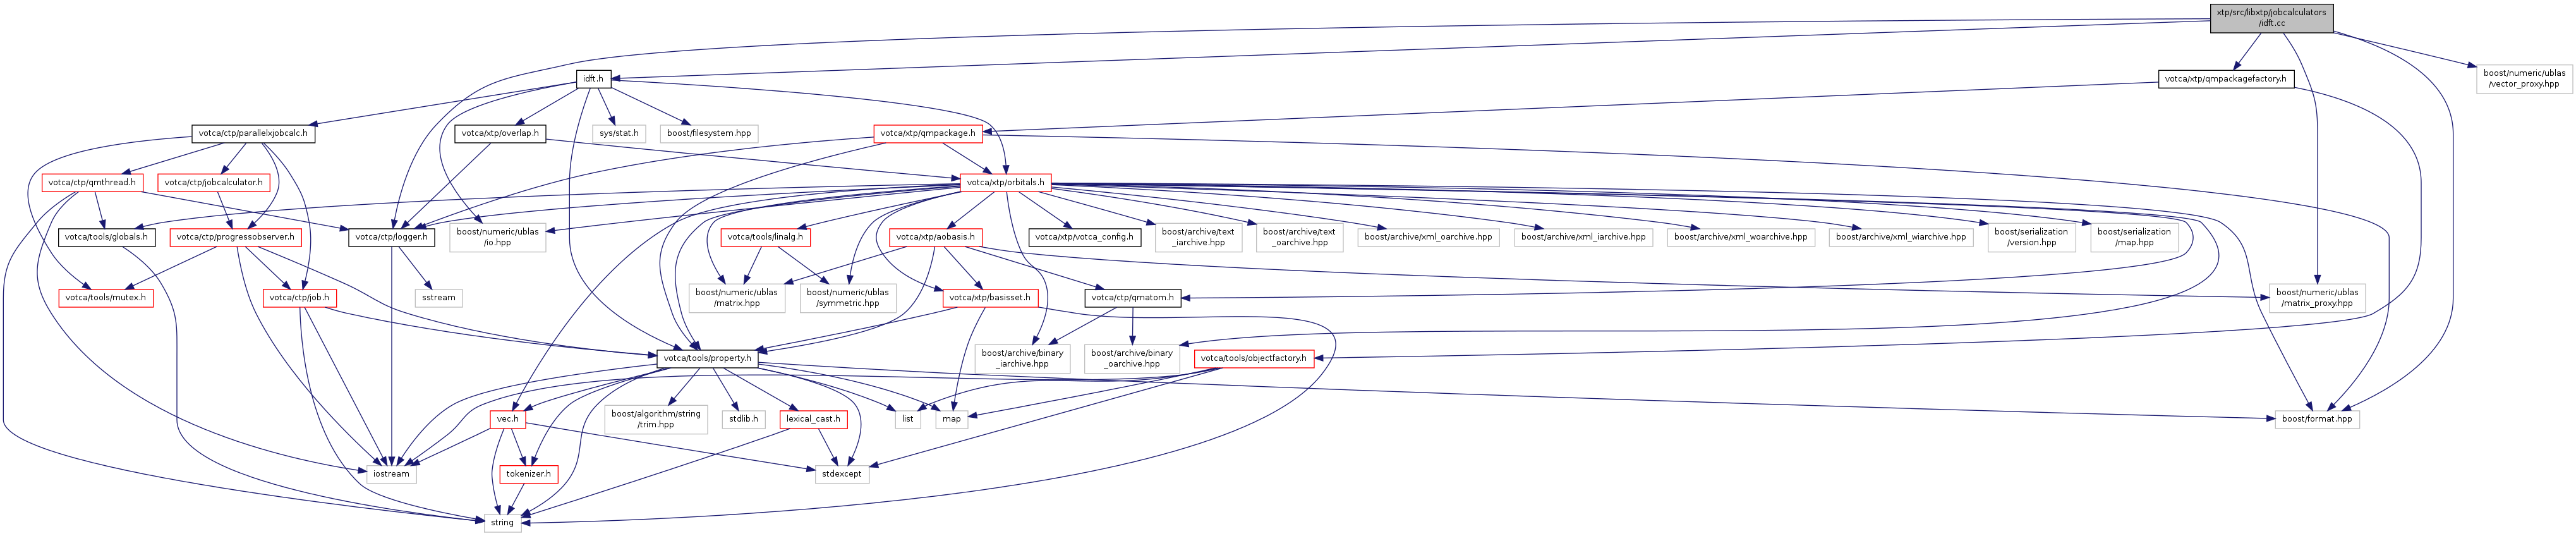 xtp/src/libxtp/jobcalculators
/idft.cc
idft.h
votca/xtp/qmpackagefactory.h
boost/numeric/ublas
/vector_proxy.hpp
votca/ctp/parallelxjobcalc.h
votca/xtp/overlap.h
sys/stat.h
boost/filesystem.hpp
votca/xtp/qmpackage.h
votca/ctp/qmthread.h
votca/ctp/jobcalculator.h
votca/xtp/orbitals.h
votca/tools/globals.h
votca/ctp/progressobserver.h
votca/ctp/logger.h
boost/numeric/ublas
/io.hpp
votca/tools/linalg.h
votca/xtp/aobasis.h
votca/xtp/votca_config.h
boost/archive/text
_iarchive.hpp
boost/archive/text
_oarchive.hpp
boost/archive/xml_oarchive.hpp
boost/archive/xml_iarchive.hpp
boost/archive/xml_woarchive.hpp
boost/archive/xml_wiarchive.hpp
boost/serialization
/version.hpp
boost/serialization
/map.hpp
votca/tools/mutex.h
votca/ctp/job.h
sstream
boost/numeric/ublas
/matrix.hpp
boost/numeric/ublas
/symmetric.hpp
votca/xtp/basisset.h
votca/ctp/qmatom.h
boost/numeric/ublas
/matrix_proxy.hpp
votca/tools/property.h
boost/archive/binary
_iarchive.hpp
boost/archive/binary
_oarchive.hpp
votca/tools/objectfactory.h
vec.h
boost/algorithm/string
/trim.hpp
stdlib.h
lexical_cast.h
list
map
boost/format.hpp
iostream
tokenizer.h
stdexcept
string